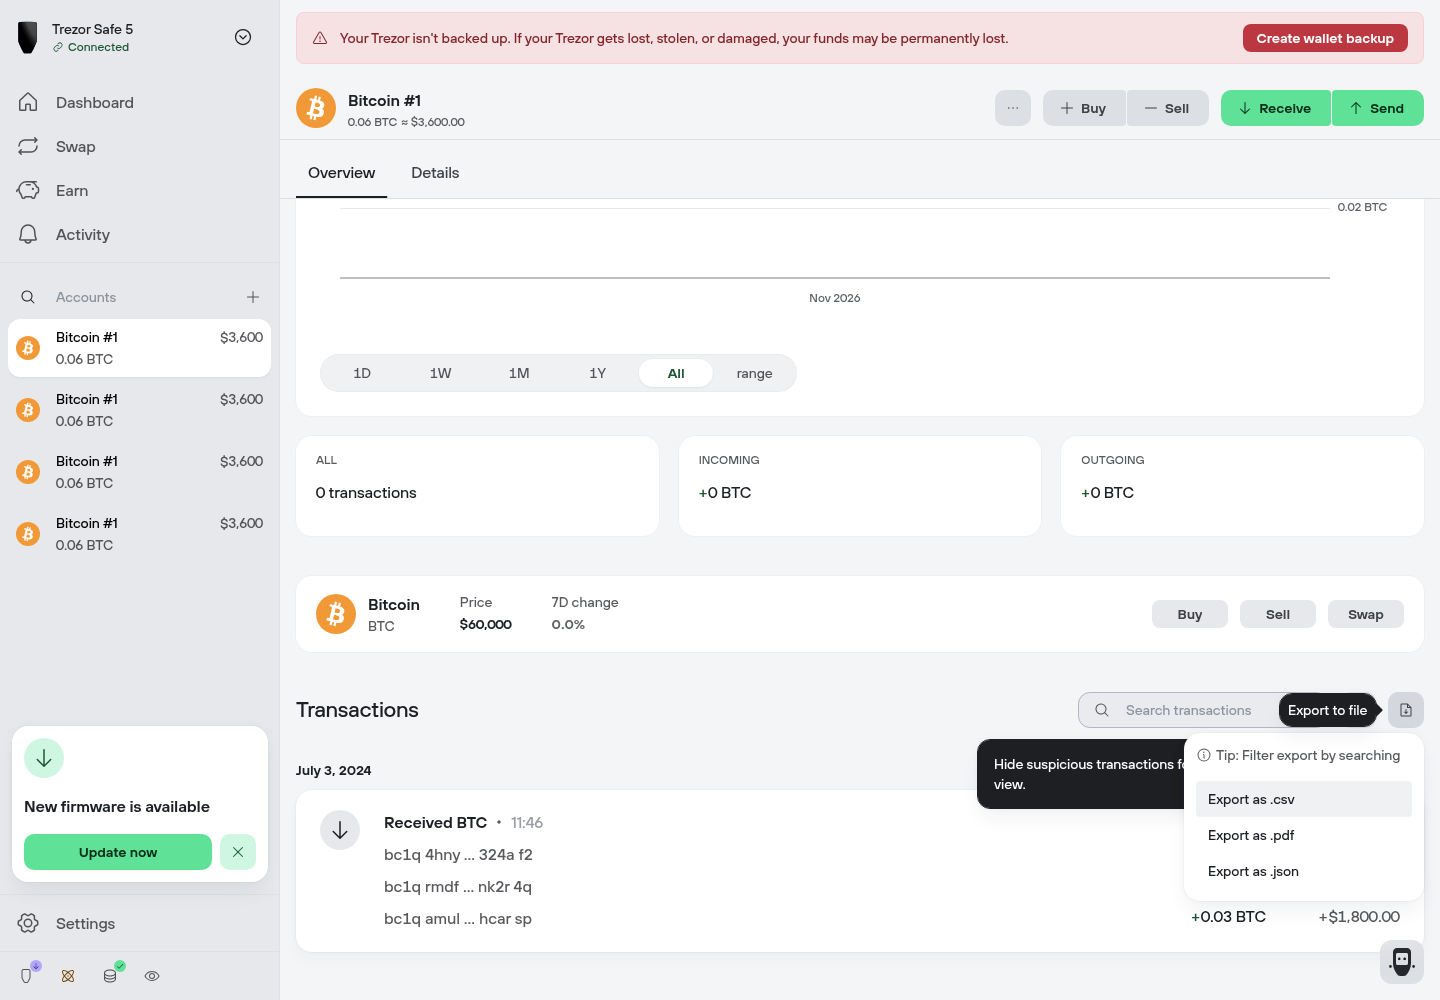 Trezor Safe 5
Connected
Dashboard
Swap
Earn
Activity
Accounts
Bitcoin #1 $3,600
0.06 BTC
Bitcoin #1 $3,600
0.06 BTC
Bitcoin #1 $3,600
0.06 BTC
Bitcoin #1 $3,600
0.06 BTC
New firmware is available
Update now
Settings
Your Trezor isn't backed up. If your Trezor gets lost, stolen, or damaged, your funds may be permanently lost.
Create wallet backup
Bitcoin #1
0.06 BTC ≈ $3,600.00
Buy Sell Receive Send
Overview Details
0.02 BTC
Nov 2026
1D 1W 1M 1Y All range
ALL
0 transactions
INCOMING
+0 BTC
OUTGOING
+0 BTC
Bitcoin
BTC
Price
$60,000
7D change
0.0%
Buy Sell Swap
Transactions
Search transactions
Export to file
Hide suspicious transactions
view.
Tip: Filter export by searching
Export as .csv
Export as .pdf
Export as .json
July 3, 2024
Received BTC • 11:46
bc1q 4hny ... 324a f2
bc1q rmdf ... nk2r 4q
bc1q amul ... hcar sp
+0.03 BTC +$1,800.00